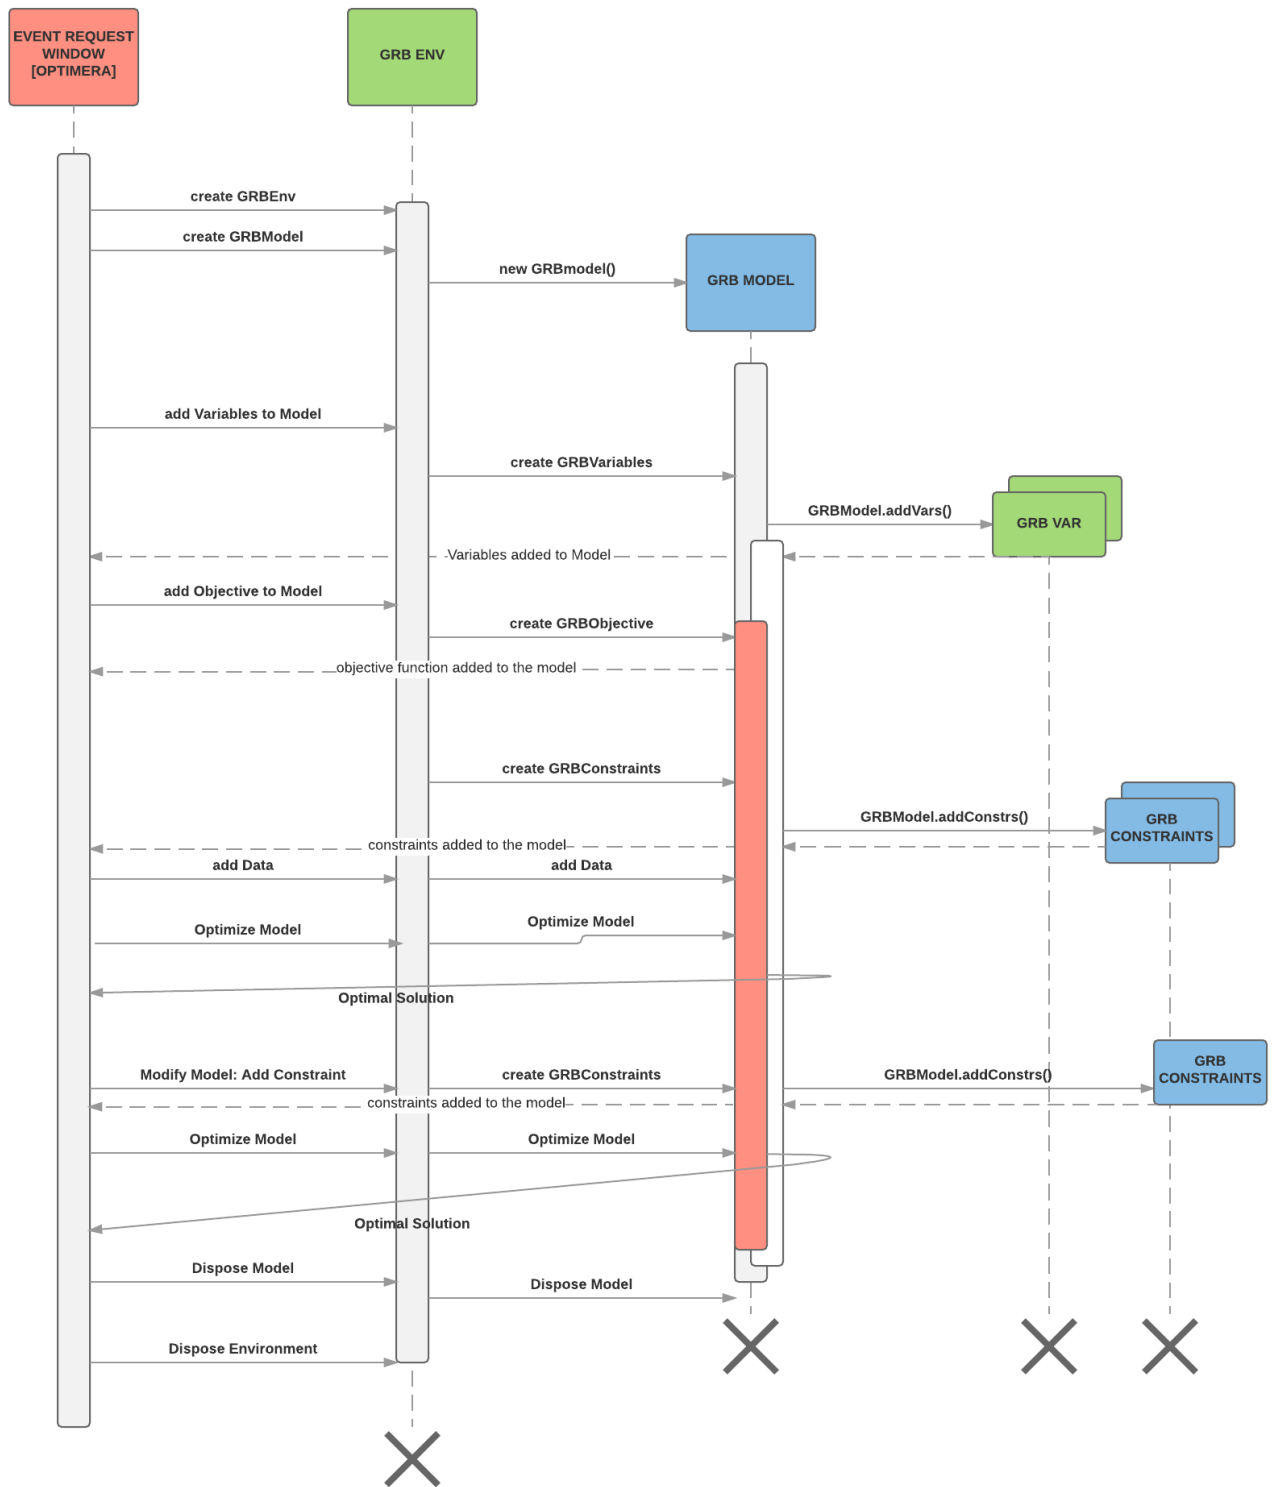 EVENT REQUEST
WINDOW
[OPTIMERA]
GRB ENV
create GRBEnv
create GRBModel
new GRBmodel()
GRB MODEL
add Variables to Model
create GRBVariables
GRBModel.addVars()
GRB VAR
Variables added to Model
add Objective to Model
create GRBObjective
objective function added to the model
create GRBConstraints
GRBModel.addConstrs()
GRB
CONSTRAINTS
constraints added to the model
add Data
add Data
Optimize Model
Optimize Model
Optimal Solution
Modify Model: Add Constraint
create GRBConstraints
GRBModel.addConstrs()
GRB
CONSTRAINTS
constraints added to the model
Optimize Model
Optimize Model
Optimal Solution
Dispose Model
Dispose Model
Dispose Environment